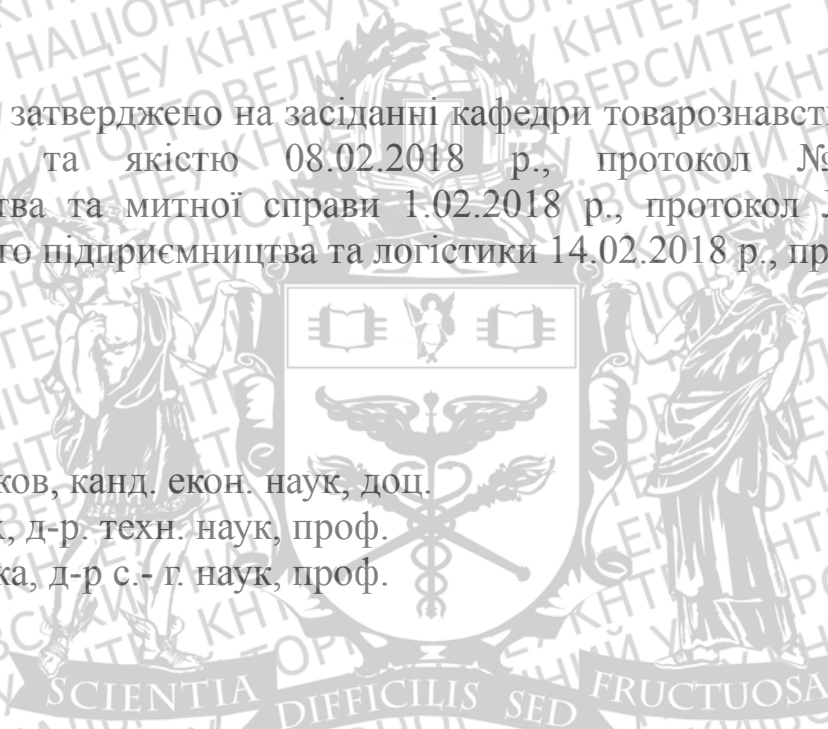 затверджено на засіданні кафедри товарознавст
та якістю 08.02.2018 р., протокол №
тва та митної справи 1.02.2018 р., протокол
го підприємництва та логістики 14.02.2018 р., пр
ков, канд. екон. наук, доц.
к, д-р. техн. наук, проф.
ка, д-р с.- г. наук, проф.
SCIENTIA DIFFICILIS SED FRUCTUOSA